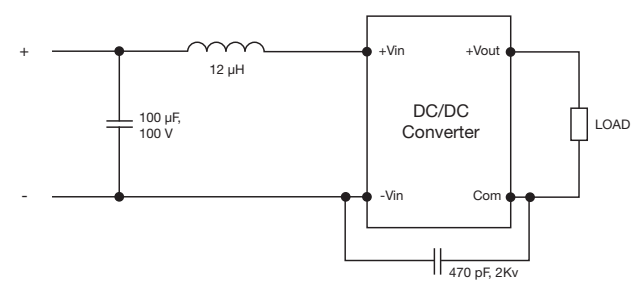 +
+Vin
+Vout
12 µH
100 µF,
100 V
DC/DC
Converter
LOAD
-
-Vin
Com
470 pF, 2Kv